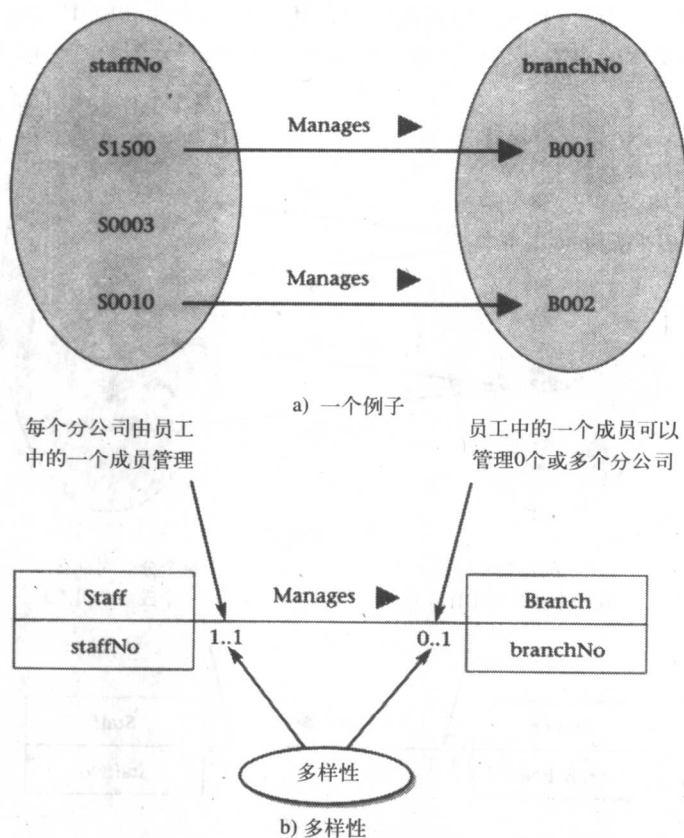 staffNo
branchNo
Manages
S1500
B001
S0003
Manages
S0010
B002
a) 一个例子
每个分公司由员工
中的一个成员管理
员工中的一个成员可以
管理0个或多个分公司
Staff
Manages
Branch
staffNo
1..1
0..1
branchNo
多样性
b) 多样性